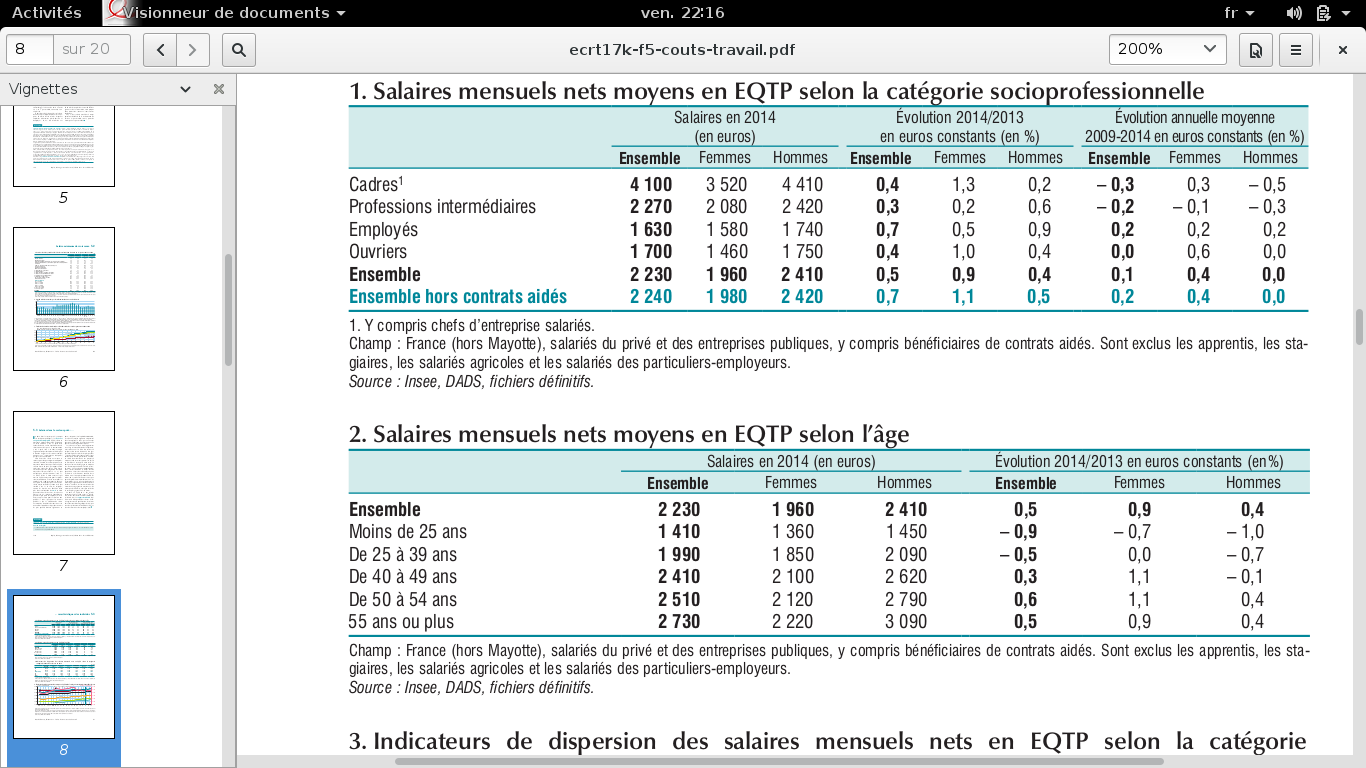 Activités Visionneur de documents ven. 22:16 fr
8 sur 20 ecrt17k-f5-couts-travail.pdf 200%
Vignettes
5
6
7
8
1. Salaires mensuels nets moyens en EQTP selon la catégorie socioprofessionnelle
Salaires en 2014 Évolution 2014/2013 Évolution annuelle moyenne
(en euros) en euros constants (en %) 2009-2014 en euros constants (en %)
Ensemble Femmes Hommes Ensemble Femmes Hommes Ensemble Femmes Hommes
Cadres1 4 100 3 520 4 410 0,4 1,3 0,2 – 0,3 0,3 – 0,5
Professions intermédiaires 2 270 2 080 2 420 0,3 0,2 0,6 – 0,2 – 0,1 – 0,3
Employés 1 630 1 580 1 740 0,7 0,5 0,9 0,2 0,2 0,2
Ouvriers 1 700 1 460 1 750 0,4 1,0 0,4 0,0 0,6 0,0
Ensemble 2 230 1 960 2 410 0,5 0,9 0,4 0,1 0,4 0,0
Ensemble hors contrats aidés 2 240 1 980 2 420 0,7 1,1 0,5 0,2 0,4 0,0
1. Y compris chefs d'entreprise salariés.
Champ : France (hors Mayotte), salariés du privé et des entreprises publiques, y compris bénéficiaires de contrats aidés. Sont exclus les apprentis, les sta-
giaires, les salariés agricoles et les salariés des particuliers-employeurs.
Source : Insee, DADS, fichiers définitifs.
2. Salaires mensuels nets moyens en EQTP selon l'âge
Salaires en 2014 (en euros) Évolution 2014/2013 en euros constants (en %)
Ensemble Femmes Hommes Ensemble Femmes Hommes
Ensemble 2 230 1 960 2 410 0,5 0,9 0,4
Moins de 25 ans 1 410 1 360 1 450 – 0,9 – 0,7 – 1,0
De 25 à 39 ans 1 990 1 850 2 090 – 0,5 0,0 – 0,7
De 40 à 49 ans 2 410 2 100 2 620 0,3 1,1 – 0,1
De 50 à 54 ans 2 510 2 120 2 790 0,6 1,1 0,4
55 ans ou plus 2 730 2 220 3 090 0,5 0,9 0,4
Champ : France (hors Mayotte), salariés du privé et des entreprises publiques, y compris bénéficiaires de contrats aidés. Sont exclus les apprentis, les sta-
giaires, les salariés agricoles et les salariés des particuliers-employeurs.
Source : Insee, DADS, fichiers définitifs.
3. Indicateurs de dispersion des salaires mensuels nets en EQTP selon la catégorie